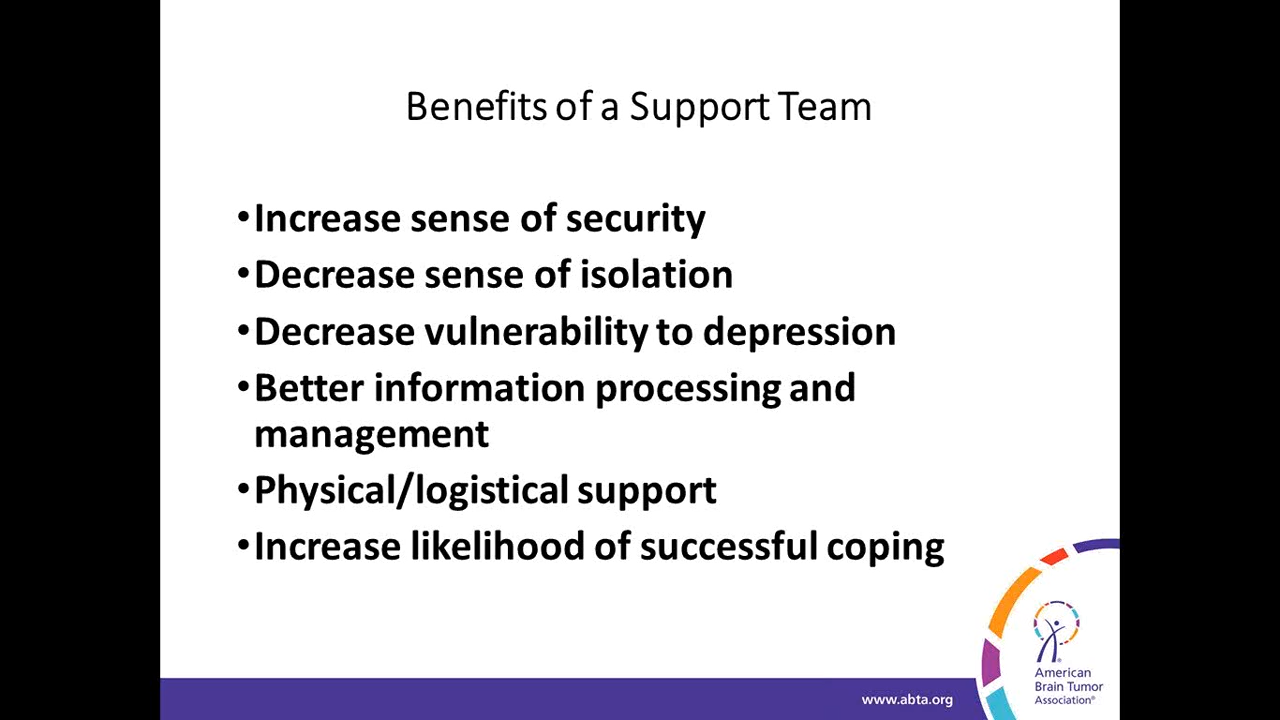 Benefits of a Support Team
•Increase sense of security
•Decrease sense of isolation
•Decrease vulnerability to depression
•Better information processing and
management
•Physical/logistical support
•Increase likelihood of successful coping
American
Brain Tumor
Association®
www.abta.org